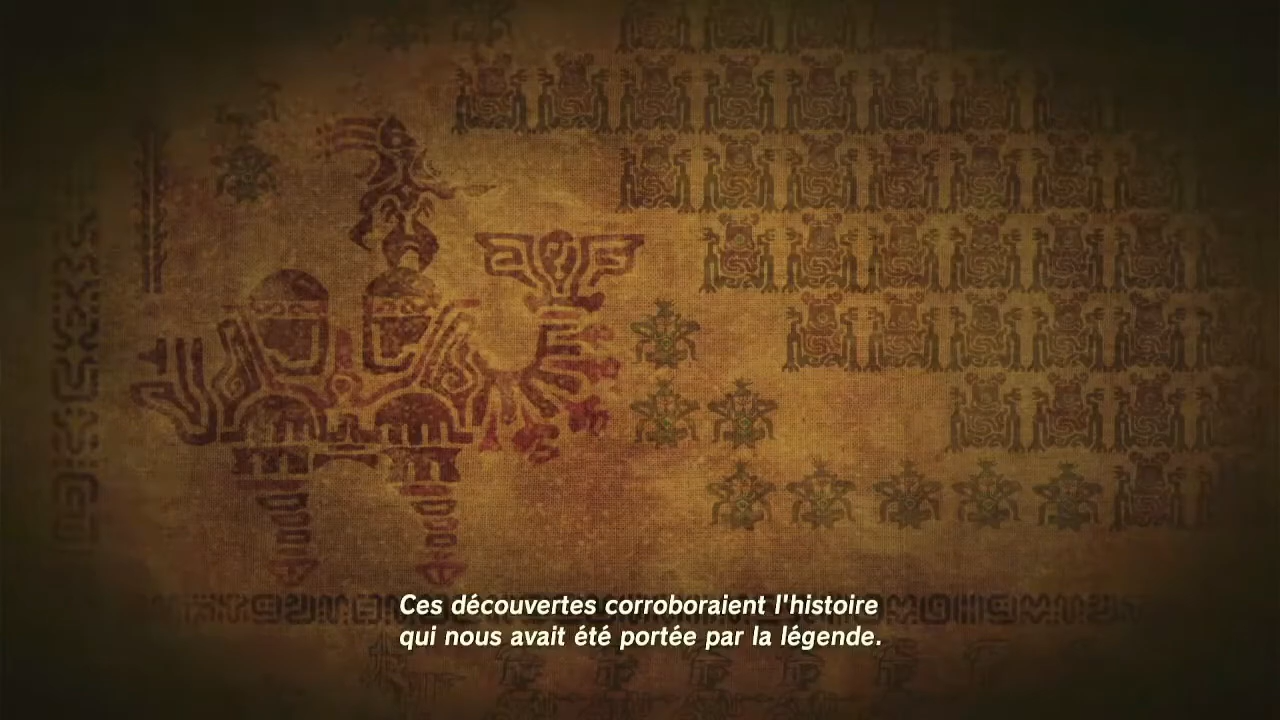 Ces découvertes corroboraient l'histoire
qui nous avait été portée par la légende.